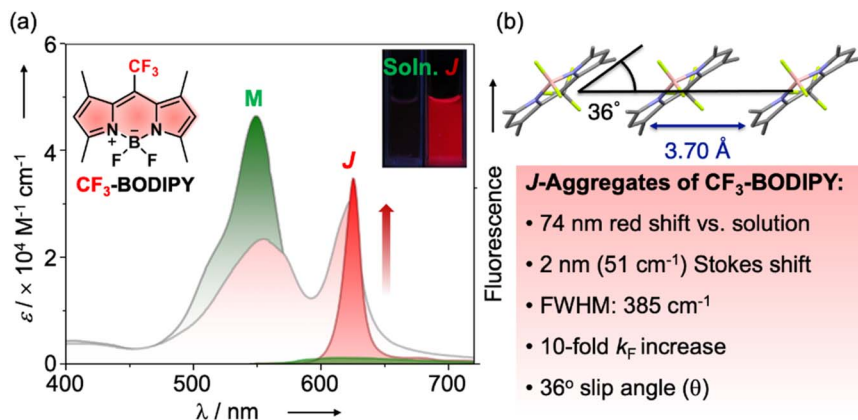 (a)
6
4
2
0
ε / × 10⁴ M⁻¹ cm⁻¹
400 500 600 700
λ / nm
CF₃
N + B − N
F F
CF₃-BODIPY
M
J
Soln. J
Fluorescence
(b)
36°
3.70 Å
J-Aggregates of CF₃-BODIPY:
• 74 nm red shift vs. solution
• 2 nm (51 cm⁻¹) Stokes shift
• FWHM: 385 cm⁻¹
• 10-fold k_F increase
• 36º slip angle (θ)